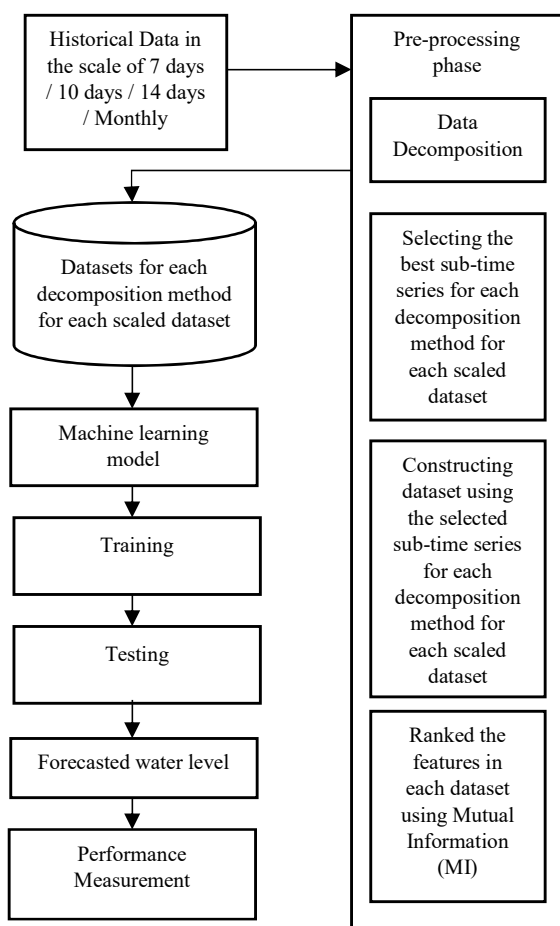 Historical Data in
the scale of 7 days
/ 10 days / 14 days
/ Monthly
Pre-processing
phase
Data
Decomposition
Selecting the
best sub-time
series for each
decomposition
method for
each scaled
dataset
Constructing
dataset using
the selected
sub-time series
for each
decomposition
method for
each scaled
dataset
Ranked the
features in
each dataset
using Mutual
Information
(MI)
Datasets for each
decomposition method
for each scaled dataset
Machine learning
model
Training
Testing
Forecasted water level
Performance
Measurement